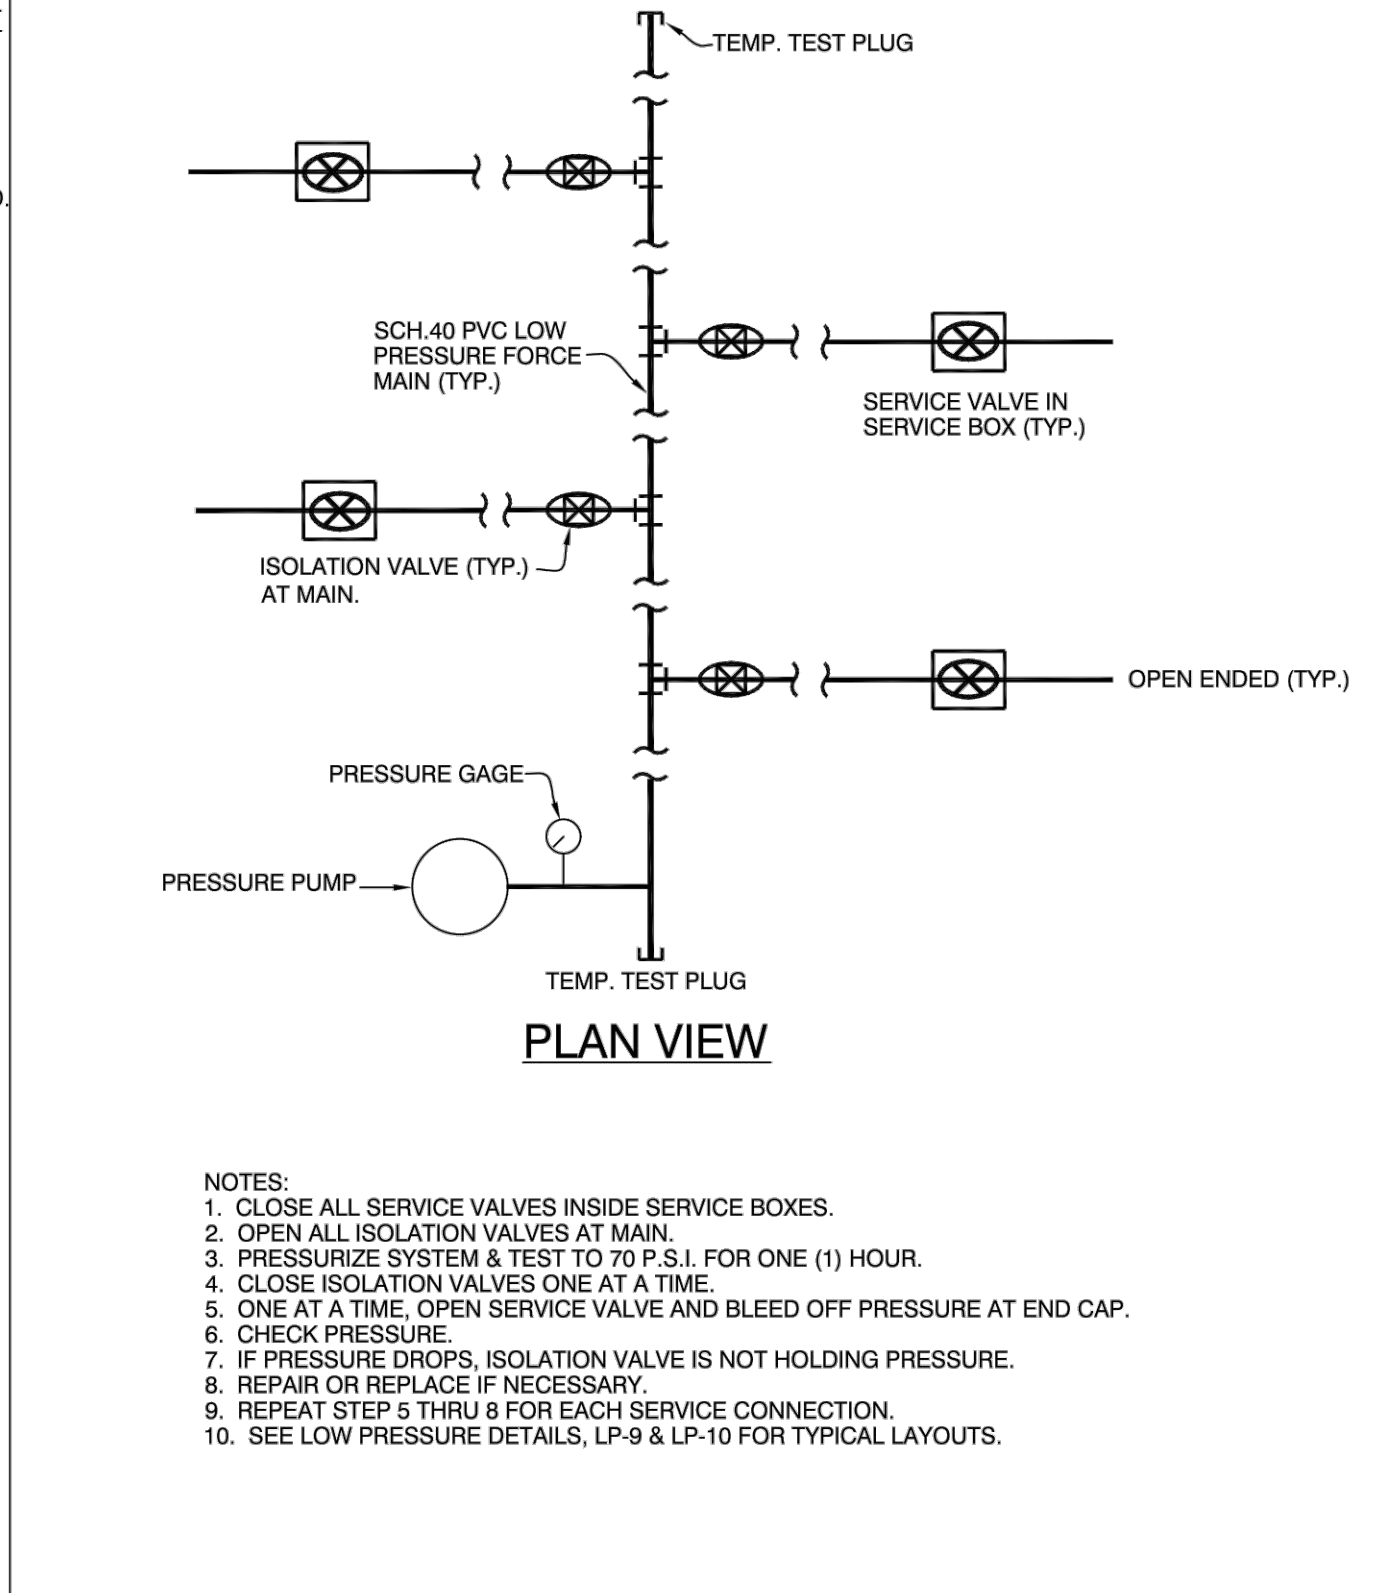 TEMP. TEST PLUG
SCH.40 PVC LOW
PRESSURE FORCE
MAIN (TYP.)
SERVICE VALVE IN
SERVICE BOX (TYP.)
ISOLATION VALVE (TYP.)
AT MAIN.
OPEN ENDED (TYP.)
PRESSURE GAGE
PRESSURE PUMP
TEMP. TEST PLUG
PLAN VIEW
NOTES:
1. CLOSE ALL SERVICE VALVES INSIDE SERVICE BOXES.
2. OPEN ALL ISOLATION VALVES AT MAIN.
3. PRESSURIZE SYSTEM & TEST TO 70 P.S.I. FOR ONE (1) HOUR.
4. CLOSE ISOLATION VALVES ONE AT A TIME.
5. ONE AT A TIME, OPEN SERVICE VALVE AND BLEED OFF PRESSURE AT END CAP.
6. CHECK PRESSURE.
7. IF PRESSURE DROPS, ISOLATION VALVE IS NOT HOLDING PRESSURE.
8. REPAIR OR REPLACE IF NECESSARY.
9. REPEAT STEP 5 THRU 8 FOR EACH SERVICE CONNECTION.
10. SEE LOW PRESSURE DETAILS, LP-9 & LP-10 FOR TYPICAL LAYOUTS.